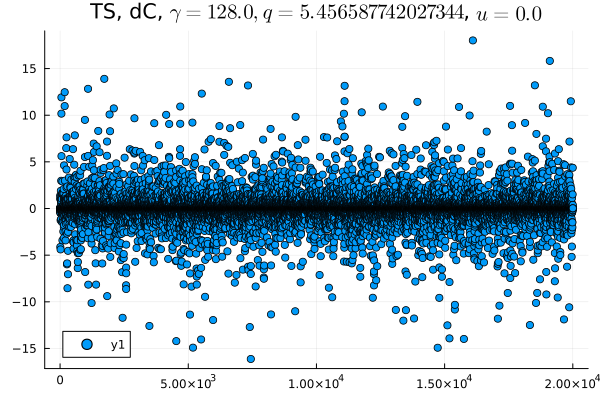 TS, dC, γ = 128.0, q = 5.456587742027344, u = 0.0
15
10
5
0
−5
−10
−15
y1
0 5.00×10³ 1.00×10⁴ 1.50×10⁴ 2.00×10⁴